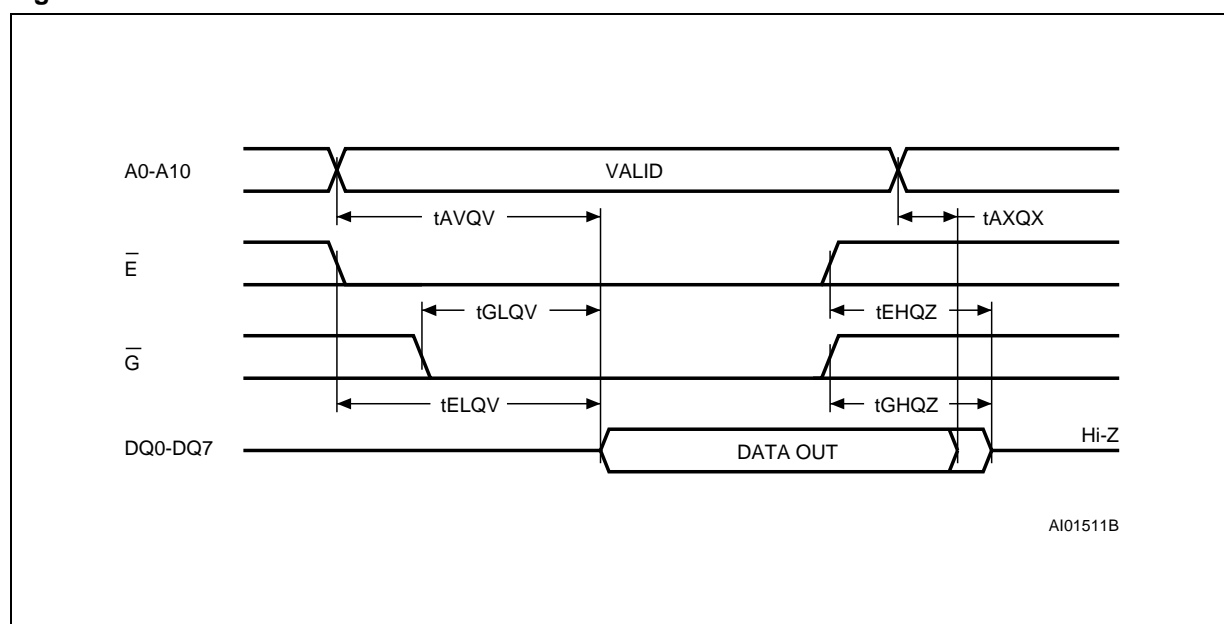 A0-A10
VALID
tAVQV
tAXQX
E
tGLQV
tEHQZ
G
tELQV
tGHQZ
DQ0-DQ7
DATA OUT
Hi-Z
AI01511B